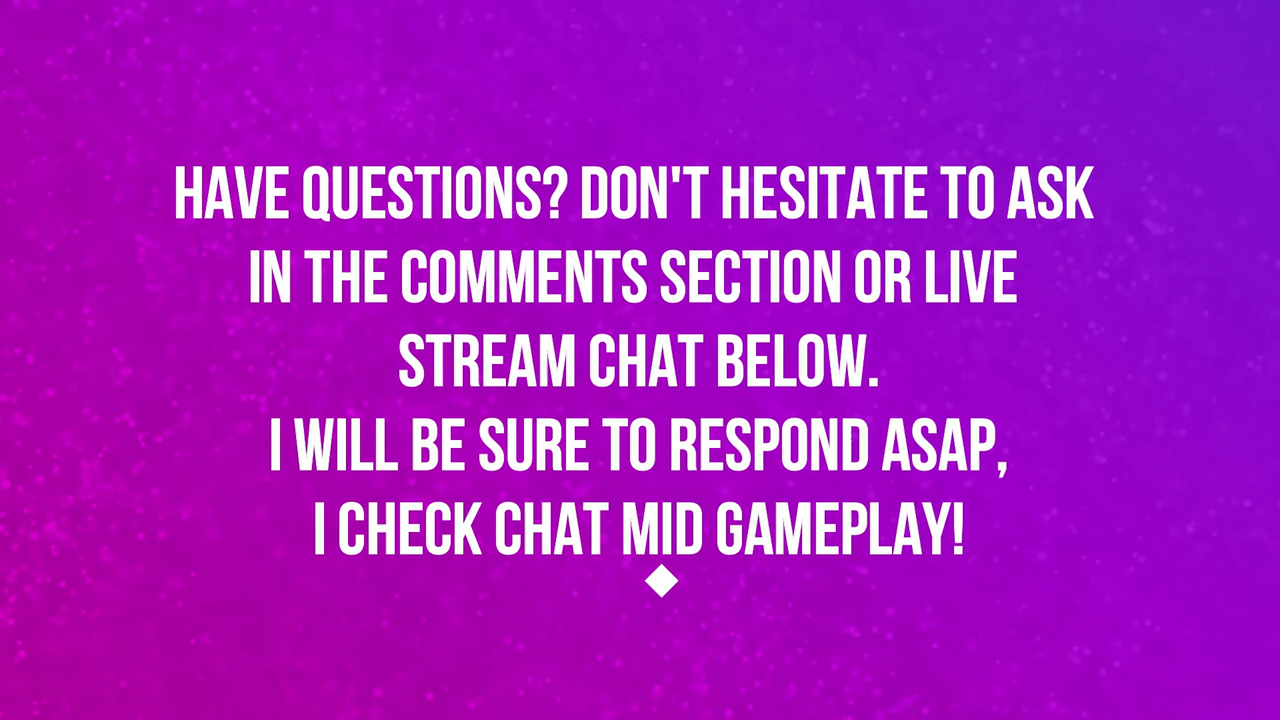 HAVE QUESTIONS? DON'T HESITATE TO ASK
IN THE COMMENTS SECTION OR LIVE
STREAM CHAT BELOW.
I WILL BE SURE TO RESPOND ASAP,
I CHECK CHAT MID GAMEPLAY!